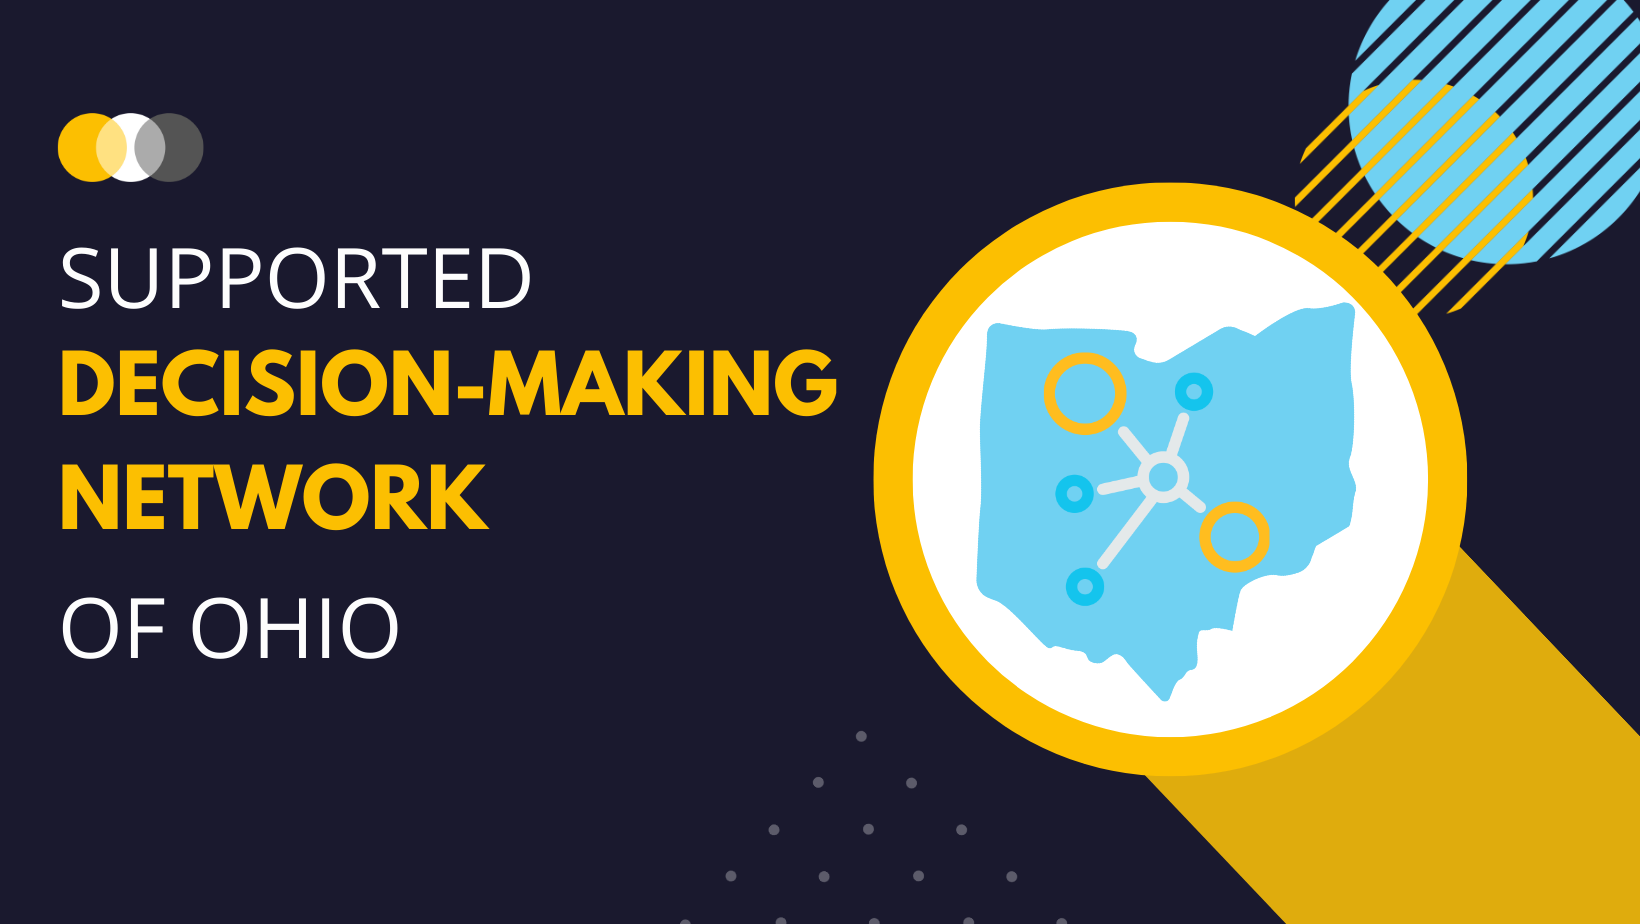 SUPPORTED
DECISION-MAKING
NETWORK
OF OHIO